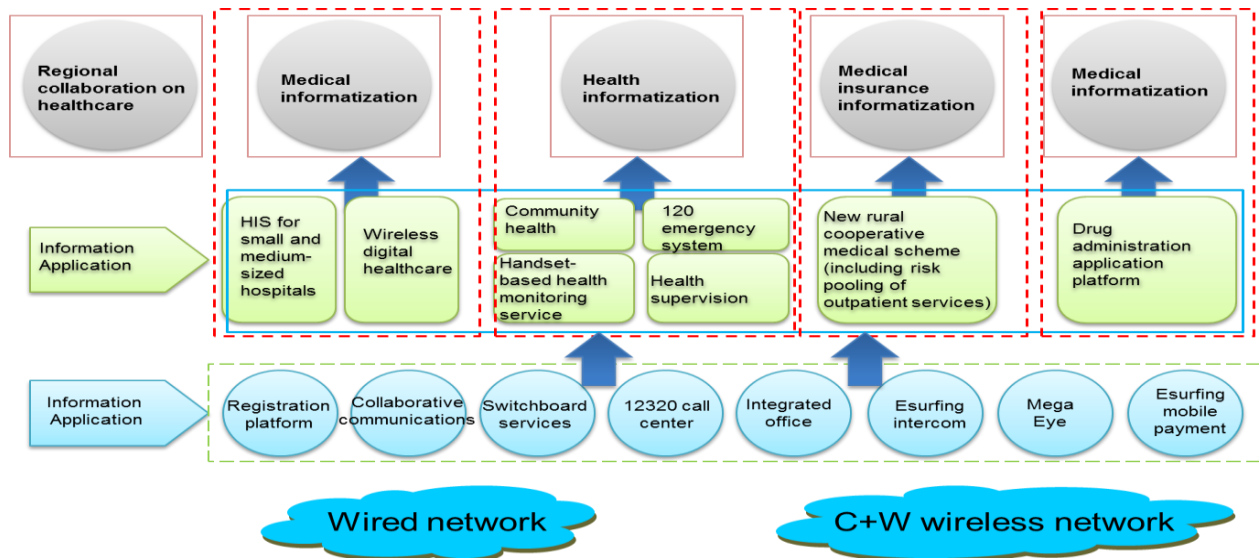 Regional
collaboration on
healthcare
Medical
informatization
Health
informatization
Medical
insurance
informatization
Medical
informatization
Information
Application
HIS for
small and
medium-
sized
hospitals
Wireless
digital
healthcare
Community
health
120
emergency
system
Handset-
based health
monitoring
service
Health
supervision
New rural
cooperative
medical scheme
(including risk
pooling of
outpatient services)
Drug
administration
application
platform
Information
Application
Registration
platform
Collaborative
communications
Switchboard
services
12320 call
center
Integrated
office
Esurfing
intercom
Mega
Eye
Esurfing
mobile
payment
Wired network
C+W wireless network